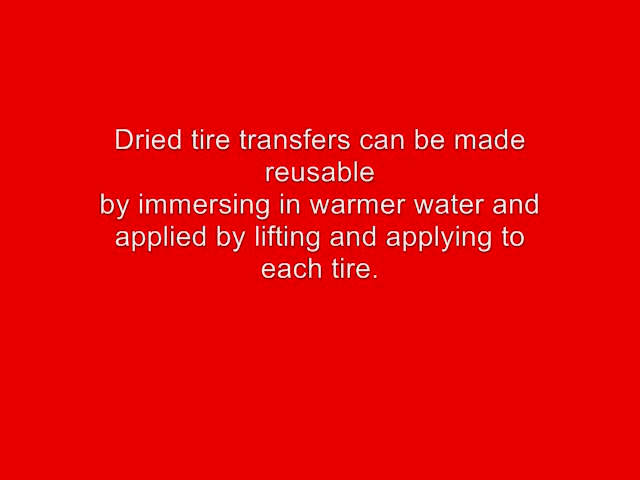 Dried tire transfers can be made
reusable
by immersing in warmer water and
applied by lifting and applying to
each tire.